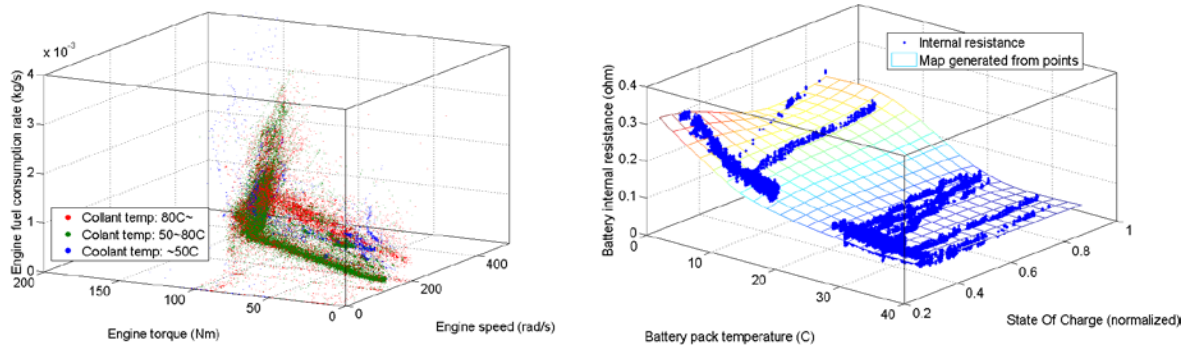 x 10⁻³
4
3
2
1
0
Engine fuel consumption rate (kg/s)
Collant temp: 80C~
Coolant temp: 50~80C
Coolant temp: ~50C
200
150
100
50
0
Engine torque (Nm)
0
200
400
Engine speed (rad/s)
Internal resistance
Map generated from points
0.4
0.3
0.2
0.1
0
Battery internal resistance (ohm)
0
10
20
30
40
Battery pack temperature (C)
0.2
0.4
0.6
0.8
1
State Of Charge (normalized)